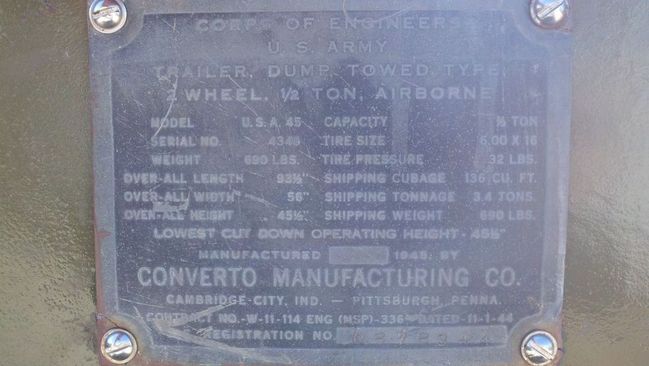 CORPS OF ENGINEERS
U.S. ARMY
TRAILER, DUMP, TOWED, TYPE
2 WHEEL, 1/2 TON, AIRBORNE
MODEL U.S.A. 45 CAPACITY 1/2 TON
SERIAL NO. TIRE SIZE 6.00 X 16
WEIGHT 690 LBS. TIRE PRESSURE 32 LBS.
OVER-ALL LENGTH 93½" SHIPPING CUBAGE 136 CU. FT.
OVER-ALL WIDTH 56" SHIPPING TONNAGE 3.4 TONS.
OVER-ALL HEIGHT 45½" SHIPPING WEIGHT 690 LBS.
LOWEST CUT DOWN OPERATING HEIGHT - 45½"
MANUFACTURED 1945, BY
CONVERTO MANUFACTURING CO.
CAMBRIDGE-CITY, IND. — PITTSBURGH, PENNA.
CONTRACT NO.-W-11-114 ENG (MSP)-336-DATED-11-1-44
REGISTRATION NO.